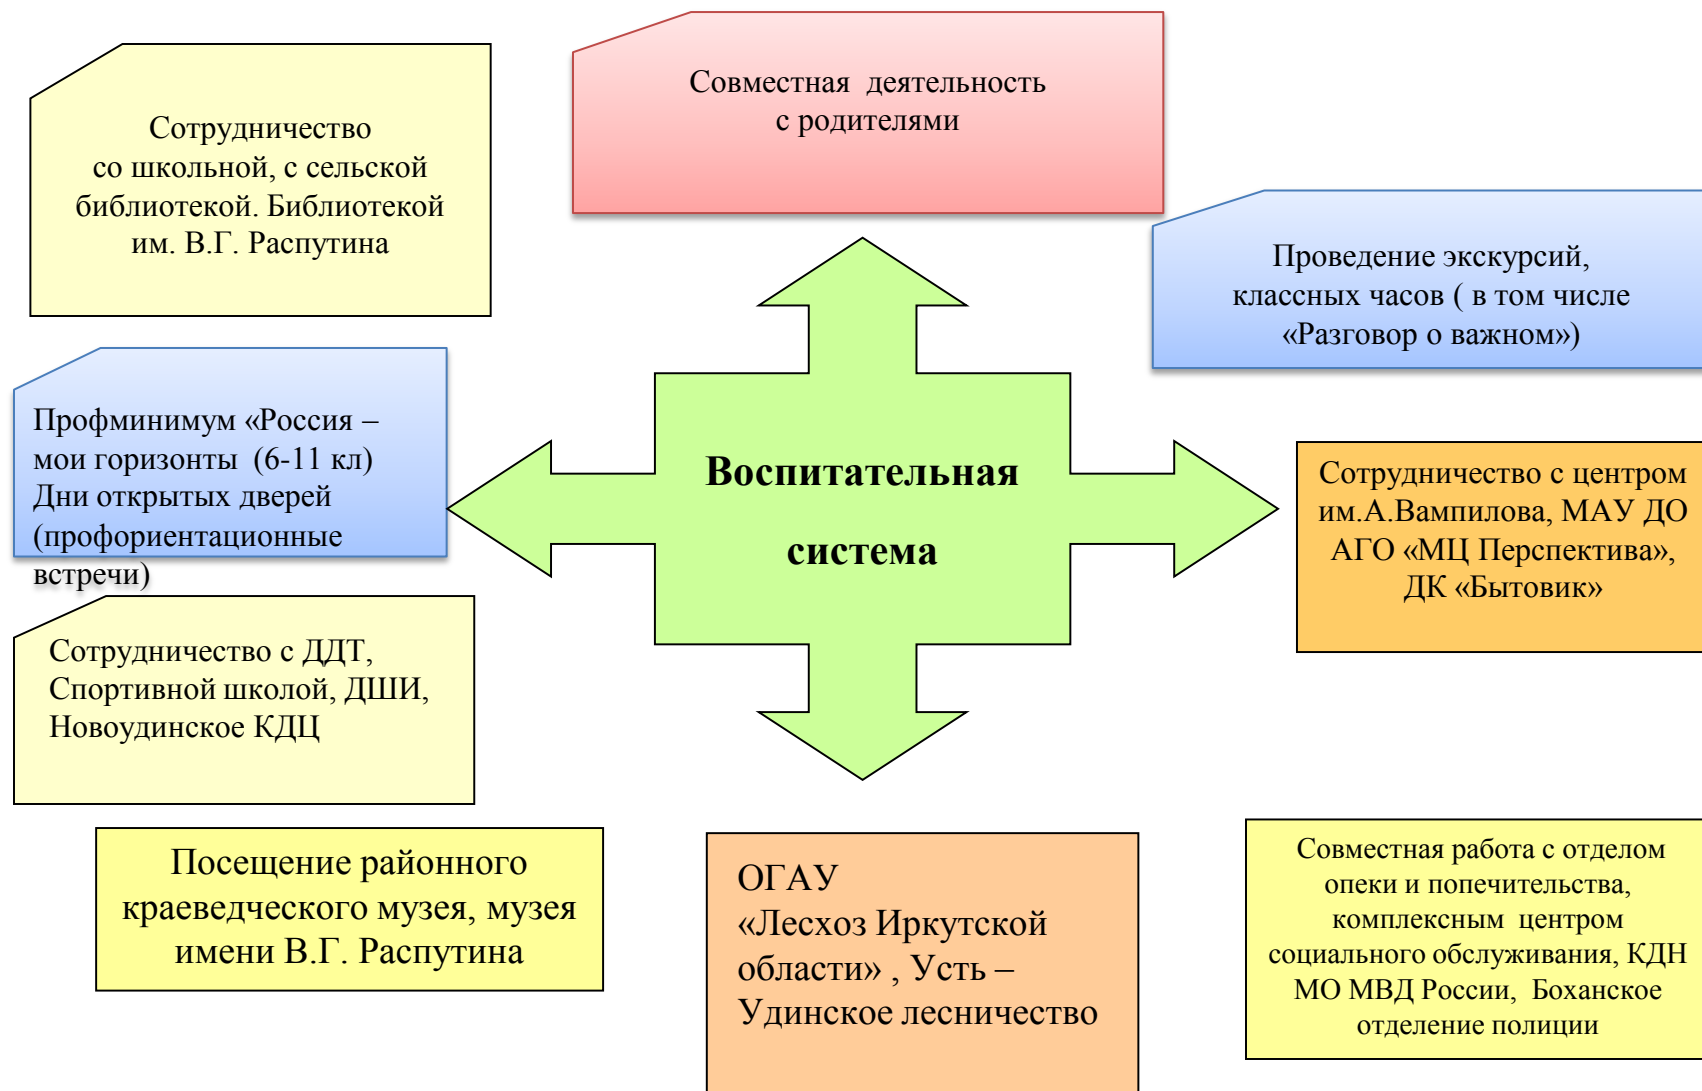 Совместная деятельность
с родителями
Сотрудничество
со школьной, с сельской
библиотекой. Библиотекой
им. В.Г. Распутина
Проведение экскурсий,
классных часов ( в том числе
«Разговор о важном»)
Профминимум «Россия –
мои горизонты (6-11 кл)
Дни открытых дверей
(профориентационные
встречи)
Воспитательная
система
Сотрудничество с центром
им.А.Вампилова, МАУ ДО
АГО «МЦ Перспектива»,
ДК «Бытовик»
Сотрудничество с ДДТ,
Спортивной школой, ДШИ,
Новоудинское КДЦ
Посещение районного
краеведческого музея, музея
имени В.Г. Распутина
ОГАУ
«Лесхоз Иркутской
области» , Усть –
Удинское лесничество
Совместная работа с отделом
опеки и попечительства,
комплексным центром
социального обслуживания, КДН
МО МВД России, Боханское
отделение полиции